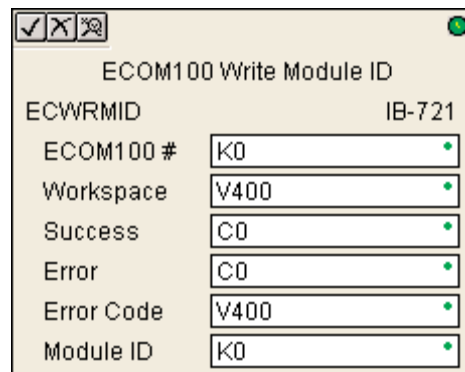 ECOM100 Write Module ID
ECWRMID IB-721
ECOM100 # K0
Workspace V400
Success C0
Error C0
Error Code V400
Module ID K0